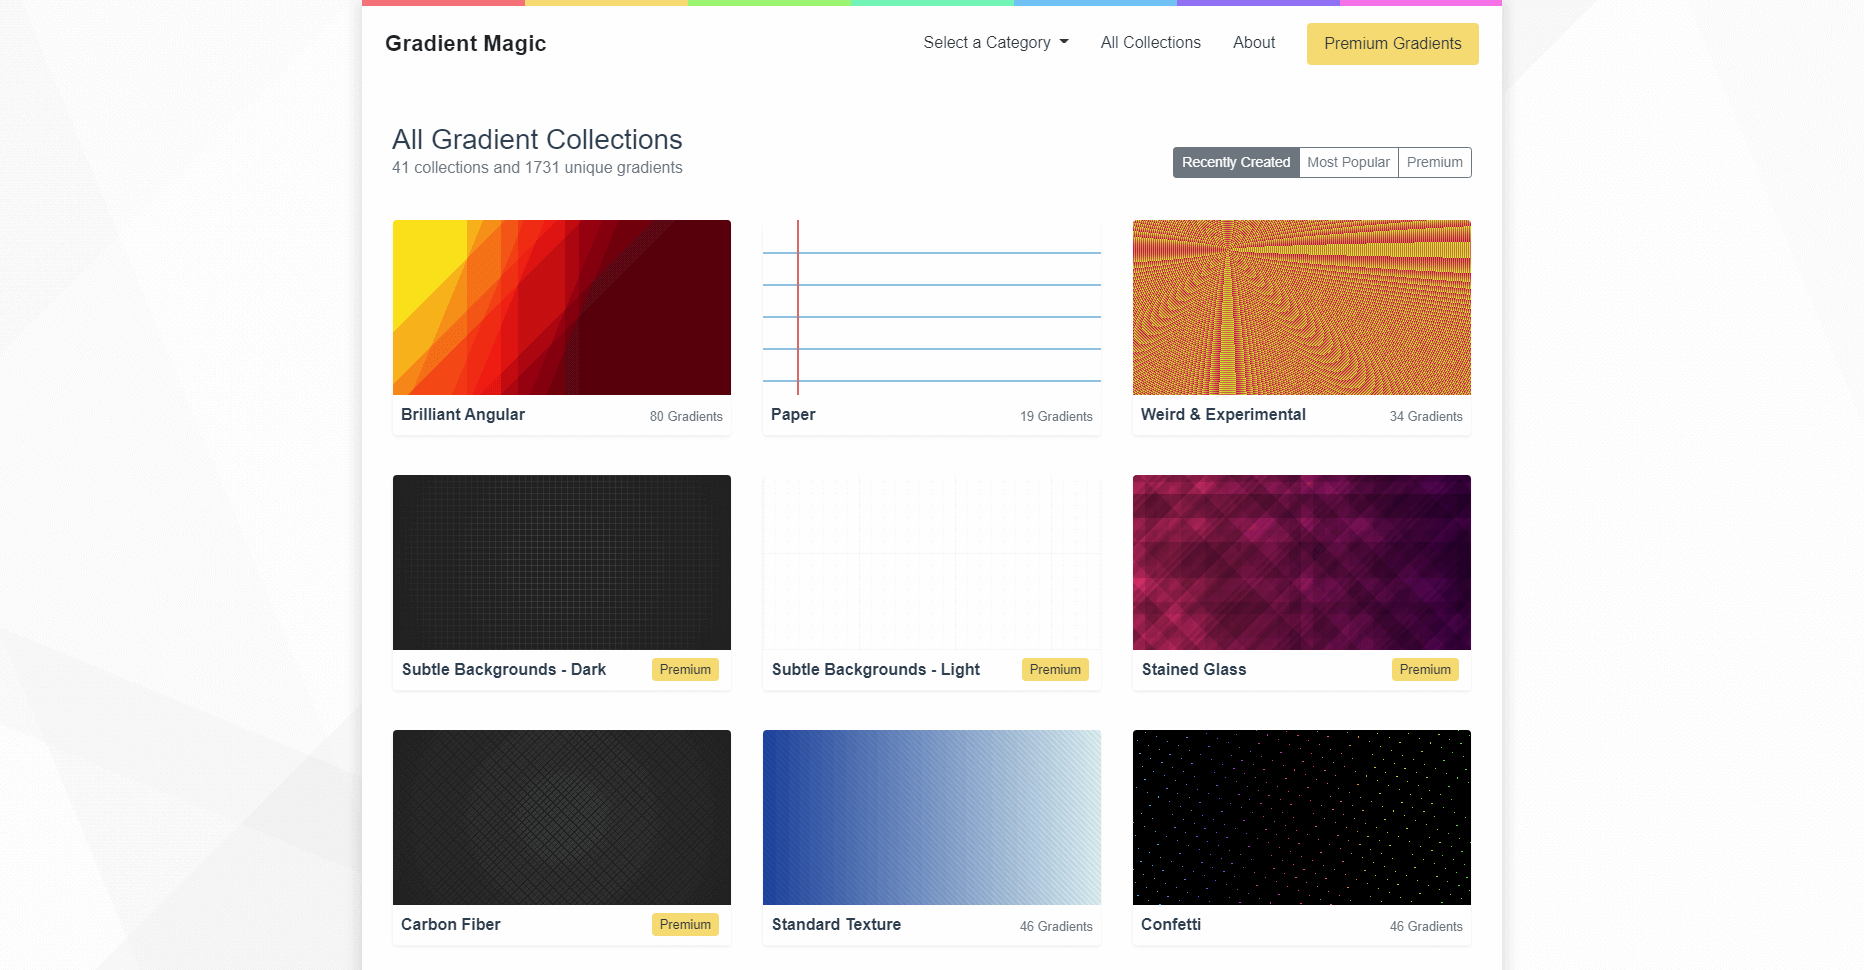 Gradient Magic
Select a Category
All Collections
About
Premium Gradients
All Gradient Collections
41 collections and 1731 unique gradients
Recently Created
Most Popular
Premium
Brilliant Angular
80 Gradients
Paper
19 Gradients
Weird & Experimental
34 Gradients
Subtle Backgrounds - Dark
Premium
Subtle Backgrounds - Light
Premium
Stained Glass
Premium
Carbon Fiber
Premium
Standard Texture
46 Gradients
Confetti
46 Gradients